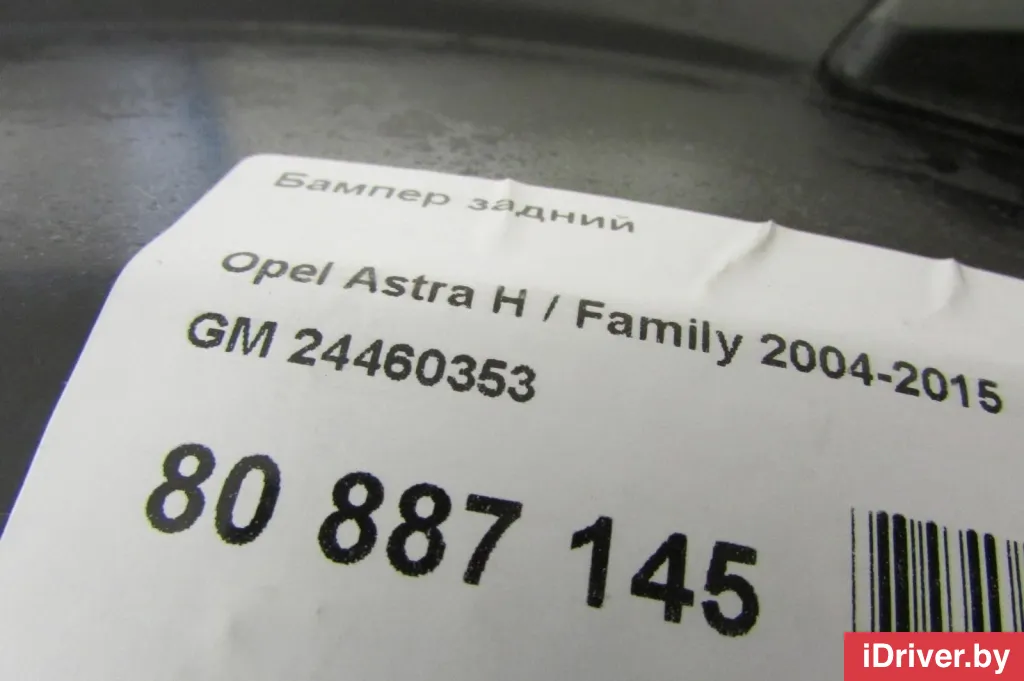 Бампер задний
Opel Astra H / Family 2004-2015
GM 24460353
80 887 145
iDriver.by